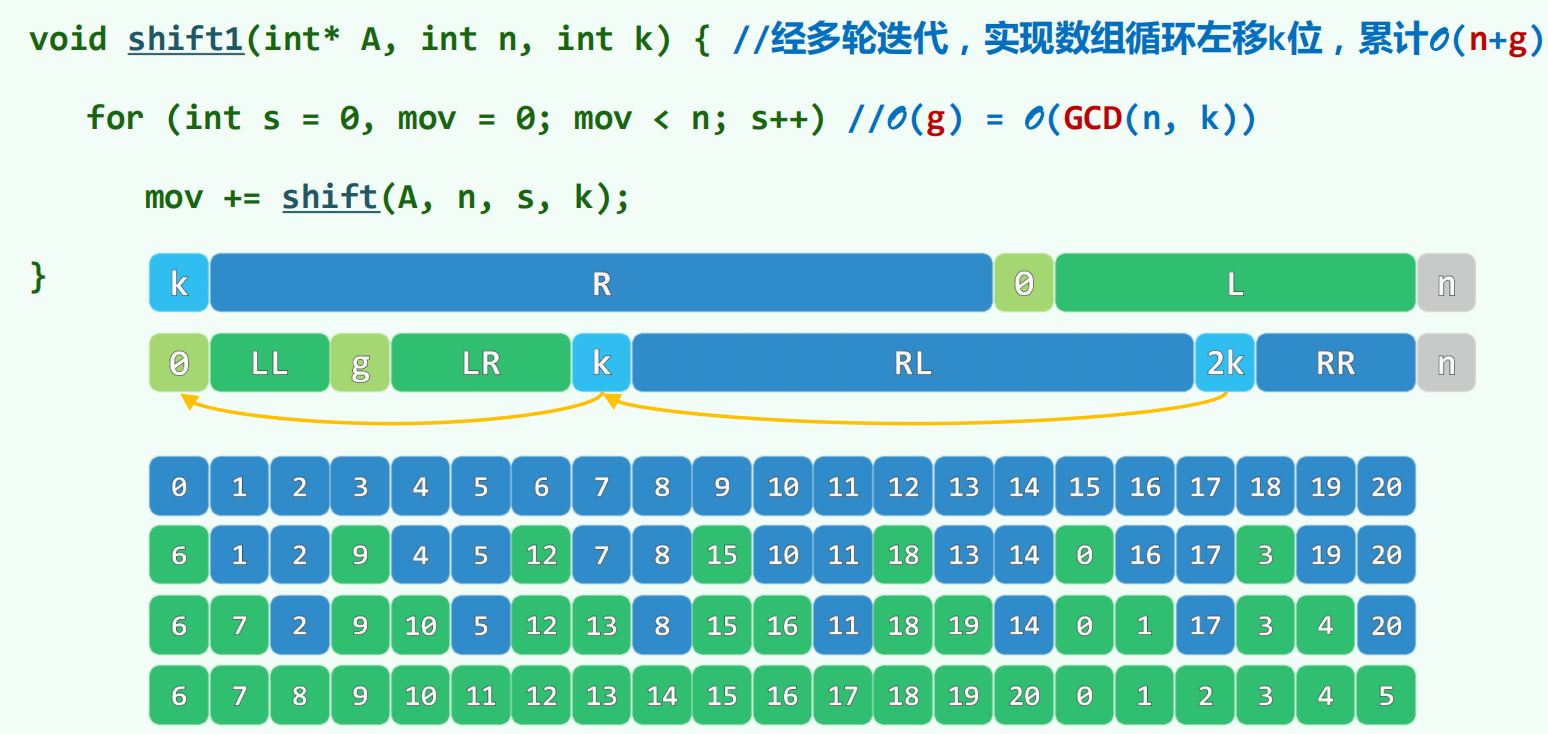 void shift1(int* A, int n, int k) { //经多轮迭代，实现数组循环左移k位，累计O(n+g)
for (int s = 0, mov = 0; mov < n; s++) //O(g) = O(GCD(n, k))
mov += shift(A, n, s, k);
}
k R 0 L n
0 LL g LR k RL 2k RR n
0 1 2 3 4 5 6 7 8 9 10 11 12 13 14 15 16 17 18 19 20
6 1 2 9 4 5 12 7 8 15 10 11 18 13 14 0 16 17 3 19 20
6 7 2 9 10 5 12 13 8 15 16 11 18 19 14 0 1 17 3 4 20
6 7 8 9 10 11 12 13 14 15 16 17 18 19 20 0 1 2 3 4 5